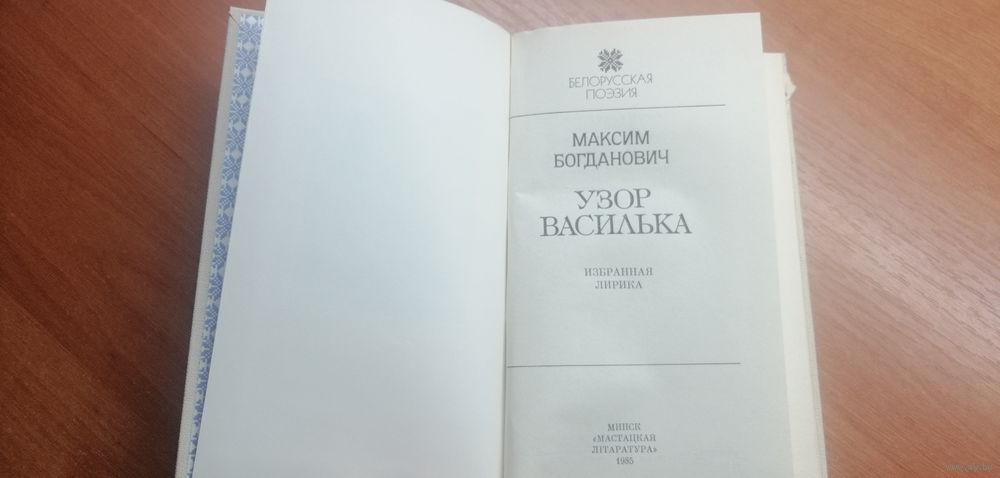 БЕЛОРУССКАЯ
ПОЭЗИЯ
МАКСИМ
БОГДАНОВИЧ
УЗОР
ВАСИЛЬКА
ИЗБРАННАЯ
ЛИРИКА
МИНСК
«МАСТАЦКАЯ
ЛІТАРАТУРА»
1985